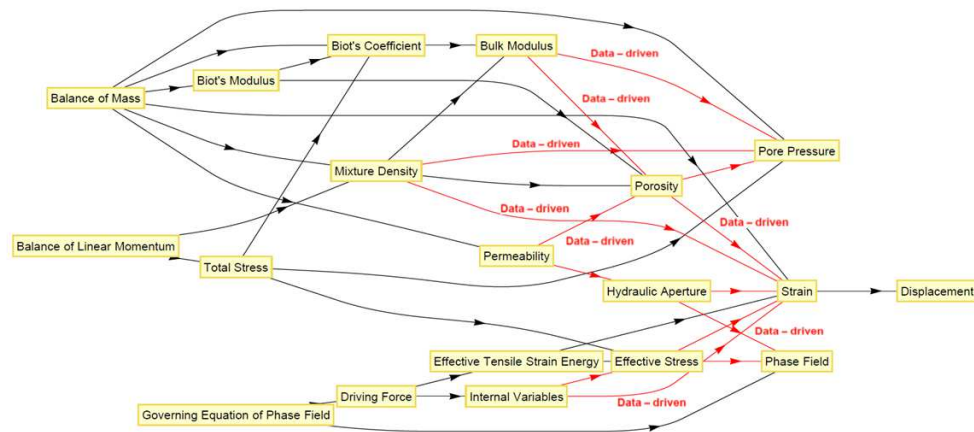 Biot's Coefficient
Bulk Modulus
Data – driven
Biot's Modulus
Balance of Mass
Data – driven
Data – driven
Pore Pressure
Mixture Density
Porosity
Data – driven
Data – driven
Balance of Linear Momentum
Permeability
Data – driven
Total Stress
Hydraulic Aperture
Strain
Displacement
Data – driven
Effective Tensile Strain Energy
Effective Stress
Phase Field
Driving Force
Internal Variables
Data – driven
Governing Equation of Phase Field